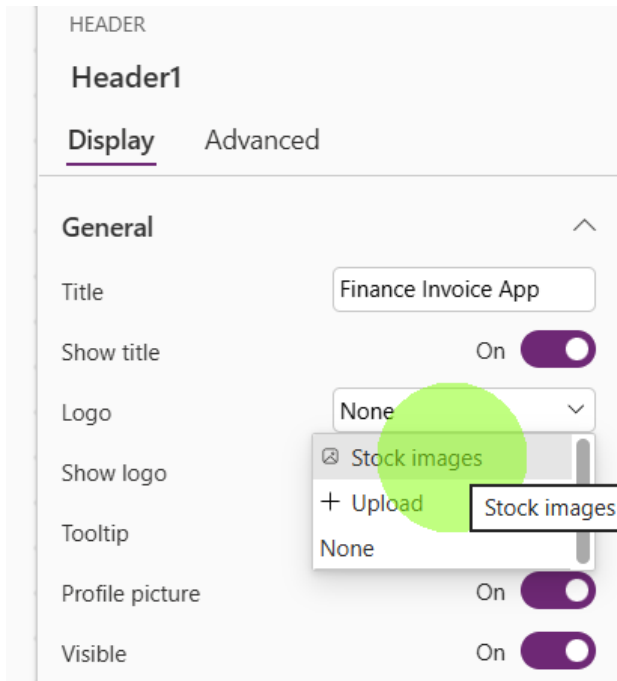 HEADER
Header1
Display Advanced
General
Title Finance Invoice App
Show title On
Logo None
Stock images
Show logo
+ Upload
Stock images
Tooltip
None
Profile picture On
Visible On